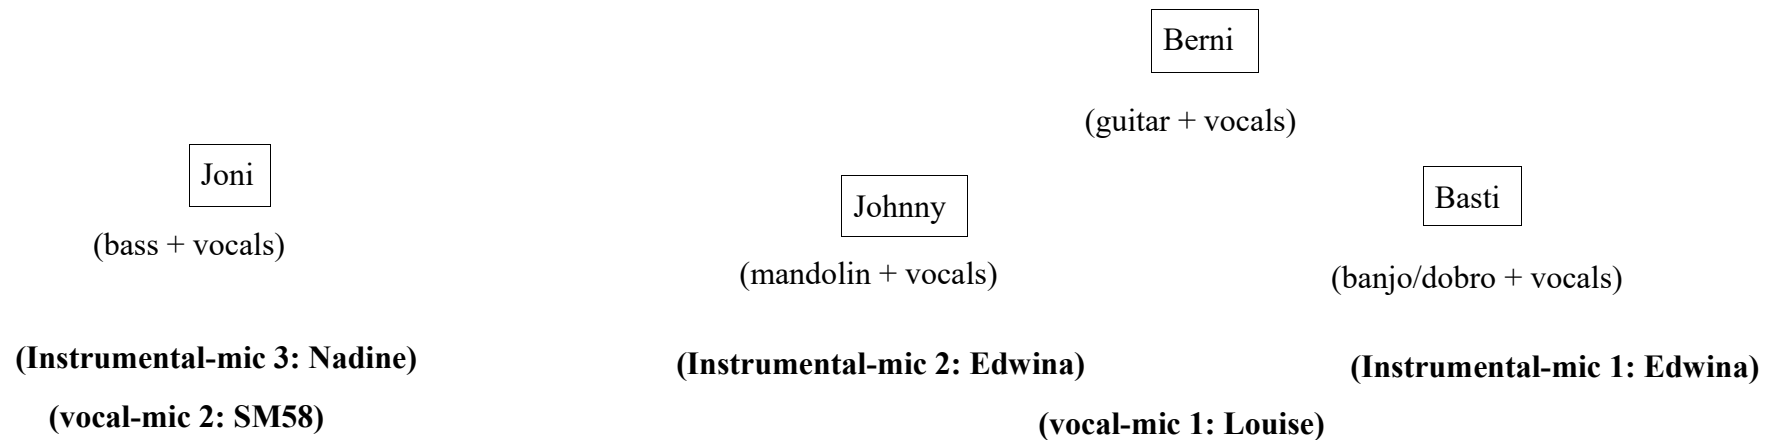 Berni
(guitar + vocals)
Joni
(bass + vocals)
Johnny
(mandolin + vocals)
Basti
(banjo/dobro + vocals)
(Instrumental-mic 3: Nadine)
(Instrumental-mic 2: Edwina)
(Instrumental-mic 1: Edwina)
(vocal-mic 2: SM58)
(vocal-mic 1: Louise)